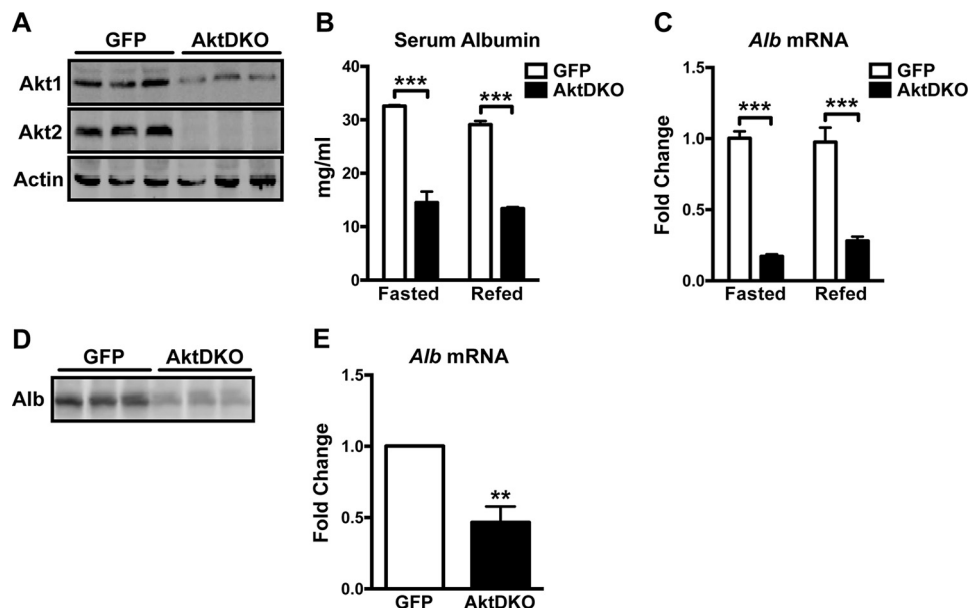 A
GFP AktDKO
Akt1
Akt2
Actin
B
Serum Albumin
GFP
AktDKO
mg/ml
40
30
20
10
0
***
***
Fasted Refed
C
Alb mRNA
GFP
AktDKO
Fold Change
1.5
1.0
0.5
0.0
***
***
Fasted Refed
D
GFP AktDKO
Alb
E
Alb mRNA
Fold Change
1.5
1.0
0.5
0.0
**
GFP AktDKO